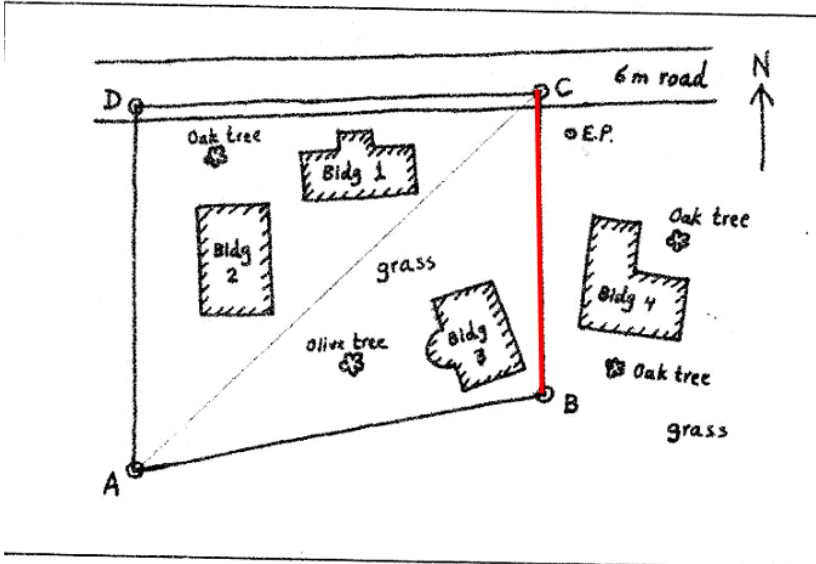 N
D
C
6 m road
Oak tree
E.P.
Bldg 1
Oak tree
Bldg
2
grass
Bldg 4
Olive tree
Bldg
3
Oak tree
B
grass
A